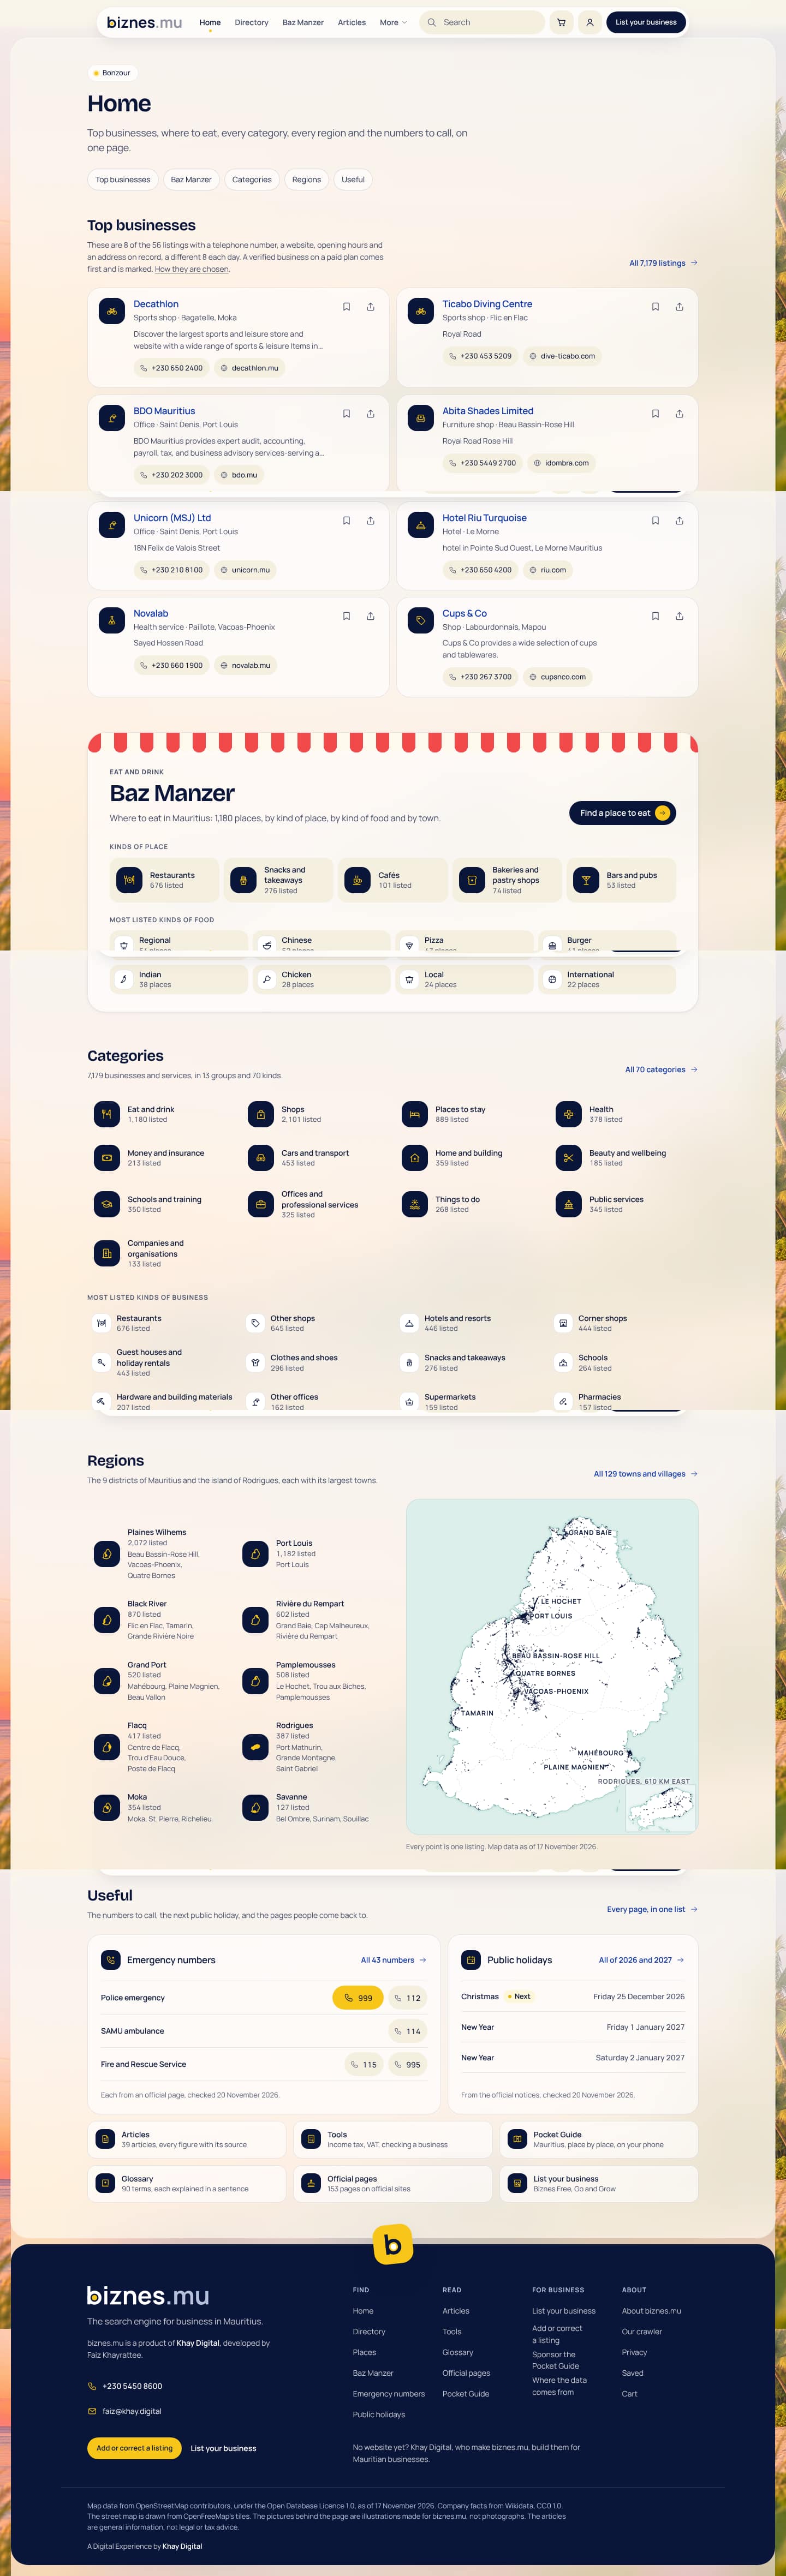 biznes.mu
Home
Directory
Baz Manzer
Articles
More
Search
List your business
Bonzour
Home
Top businesses, where to eat, every category, every region and the numbers to call, on
one page.
Top businesses
Baz Manzer
Categories
Regions
Useful
Top businesses
These are 8 of the 56 listings with a telephone number, a website, opening hours and
an address on record, a different 8 each day. A verified business on a paid plan comes
first and is marked. How they are chosen.
All 7,179 listings
Decathlon
Sports shop · Bagatelle, Moka
Discover the largest sports and leisure store and
website with a wide range of sports & leisure Items in...
+230 650 2400
decathlon.mu
Ticabo Diving Centre
Sports shop · Flic en Flac
Royal Road
+230 453 5209
dive-ticabo.com
BDO Mauritius
Office · Saint Denis, Port Louis
BDO Mauritius provides expert audit, accounting,
payroll, tax, and business advisory services-serving a...
+230 202 3000
bdo.mu
Abita Shades Limited
Furniture shop · Beau Bassin-Rose Hill
Royal Road Rose Hill
+230 5449 2700
idombra.com
Unicorn (MSJ) Ltd
Office · Saint Denis, Port Louis
18N Felix de Valois Street
+230 210 8100
unicorn.mu
Hotel Riu Turquoise
Hotel · Le Morne
hotel in Pointe Sud Ouest, Le Morne Mauritius
+230 650 4200
riu.com
Novalab
Health service · Paillote, Vacoas-Phoenix
Sayed Hossen Road
+230 660 1900
novalab.mu
Cups & Co
Shop · Labourdonnais, Mapou
Cups & Co provides a wide selection of cups
and tablewares.
+230 267 3700
cupsnco.com
EAT AND DRINK
Baz Manzer
Where to eat in Mauritius: 1,180 places, by kind of place, by kind of food and by town.
Find a place to eat
KINDS OF PLACE
Restaurants
676 listed
Snacks and
takeaways
276 listed
Cafés
101 listed
Bakeries and
pastry shops
74 listed
Bars and pubs
53 listed
MOST LISTED KINDS OF FOOD
Regional
Chinese
Pizza
Burger
Indian
38 places
Chicken
28 places
Local
24 places
International
22 places
Categories
7,179 businesses and services, in 13 groups and 70 kinds.
All 70 categories
Eat and drink
1,180 listed
Shops
2,101 listed
Places to stay
889 listed
Health
378 listed
Money and insurance
213 listed
Cars and transport
453 listed
Home and building
359 listed
Beauty and wellbeing
185 listed
Schools and training
350 listed
Offices and
professional services
325 listed
Things to do
268 listed
Public services
345 listed
Companies and
organisations
133 listed
MOST LISTED KINDS OF BUSINESS
Restaurants
676 listed
Other shops
645 listed
Hotels and resorts
446 listed
Corner shops
444 listed
Guest houses and
holiday rentals
443 listed
Clothes and shoes
296 listed
Snacks and takeaways
276 listed
Schools
264 listed
Hardware and building materials
207 listed
Other offices
162 listed
Supermarkets
159 listed
Pharmacies
157 listed
Regions
The 9 districts of Mauritius and the island of Rodrigues, each with its largest towns.
All 129 towns and villages
Plaines Wilhems
2,072 listed
Beau Bassin-Rose Hill,
Vacoas-Phoenix,
Quatre Bornes
Port Louis
1,182 listed
Port Louis
Black River
870 listed
Flic en Flac, Tamarin,
Grande Rivière Noire
Rivière du Rempart
602 listed
Grand Baie, Cap Malheureux,
Rivière du Rempart
Grand Port
520 listed
Mahébourg, Plaine Magnien,
Beau Vallon
Pamplemousses
508 listed
Le Hochet, Trou aux Biches,
Pamplemousses
Flacq
417 listed
Centre de Flacq,
Trou d'Eau Douce,
Poste de Flacq
Rodrigues
387 listed
Port Mathurin,
Grande Montagne,
Saint Gabriel
Moka
354 listed
Moka, St. Pierre, Richelieu
Savanne
127 listed
Bel Ombre, Surinam, Souillac
GRAND BAIE
LE HOCHET
PORT LOUIS
BEAU BASSIN-ROSE HILL
QUATRE BORNES
VACOAS-PHOENIX
TAMARIN
MAHÉBOURG
PLAINE MAGNIEN
RODRIGUES, 610 KM EAST
Every point is one listing. Map data as of 17 November 2026.
Useful
The numbers to call, the next public holiday, and the pages people come back to.
Every page, in one list
Emergency numbers
All 43 numbers
Police emergency
999
112
SAMU ambulance
114
Fire and Rescue Service
115
995
Each from an official page, checked 20 November 2026.
Public holidays
All of 2026 and 2027
Christmas
Next
Friday 25 December 2026
New Year
Friday 1 January 2027
New Year
Saturday 2 January 2027
From the official notices, checked 20 November 2026.
Articles
39 articles, every figure with its source
Tools
Income tax, VAT, checking a business
Pocket Guide
Mauritius, place by place, on your phone
Glossary
90 terms, each explained in a sentence
Official pages
153 pages on official sites
List your business
Biznes Free, Go and Grow
b
biznes.mu
The search engine for business in Mauritius.
biznes.mu is a product of Khay Digital, developed by
Faiz Khayrattee.
+230 5450 8600
faiz@khay.digital
Add or correct a listing
List your business
FIND
Home
Directory
Places
Baz Manzer
Emergency numbers
Public holidays
READ
Articles
Tools
Glossary
Official pages
Pocket Guide
FOR BUSINESS
List your business
Add or correct
a listing
Sponsor the
Pocket Guide
Where the data
comes from
ABOUT
About biznes.mu
Our crawler
Privacy
Saved
Cart
No website yet? Khay Digital, who make biznes.mu, build them for
Mauritian businesses.
Map data from OpenStreetMap contributors, under the Open Database Licence 1.0, as of 17 November 2026. Company facts from Wikidata, CC0 1.0.
The street map is drawn from OpenFreeMap's tiles. The pictures behind the page are illustrations made for biznes.mu, not photographs. The articles
are general information, not legal or tax advice.
A Digital Experience by Khay Digital